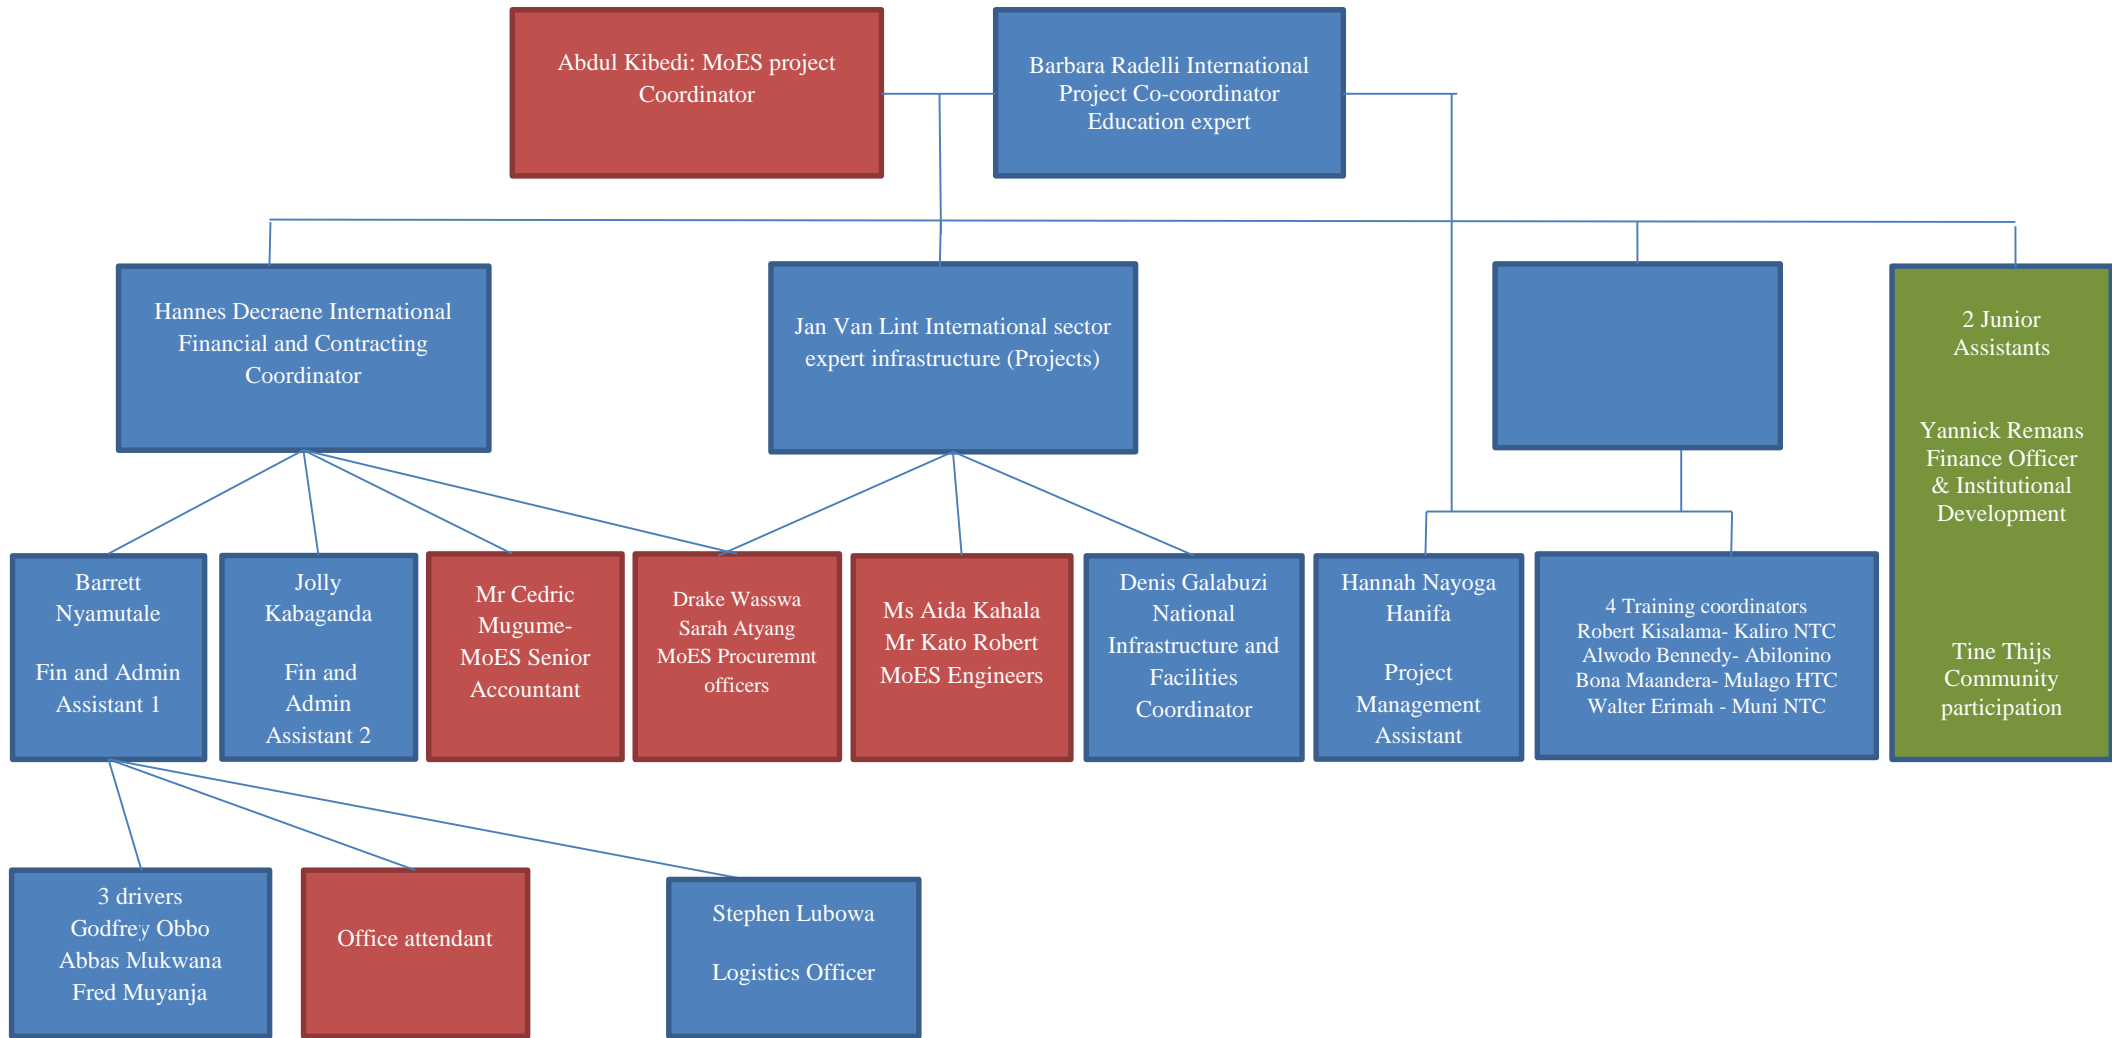 Abdul Kibedi: MoES project
Coordinator
Barbara Radelli International
Project Co-coordinator
Education expert
Hannes Decraene International
Financial and Contracting
Coordinator
Jan Van Lint International sector
expert infrastructure (Projects)
2 Junior
Assistants
Yannick Remans
Finance Officer
& Institutional
Development
Tine Thijs
Community
participation
Barrett
Nyamutale
Fin and Admin
Assistant 1
Jolly
Kabaganda
Fin and
Admin
Assistant 2
Mr Cedric
Mugume-
MoES Senior
Accountant
Drake Wasswa
Sarah Atyang
MoES Procuremnt
officers
Ms Aida Kahala
Mr Kato Robert
MoES Engineers
Denis Galabuzi
National
Infrastructure and
Facilities
Coordinator
Hannah Nayoga
Hanifa
Project
Management
Assistant
4 Training coordinators
Robert Kisalama- Kaliro NTC
Alwodo Bennedy- Abilonino
Bona Maandera- Mulago HTC
Walter Erimah - Muni NTC
3 drivers
Godfrey Obbo
Abbas Mukwana
Fred Muyanja
Office attendant
Stephen Lubowa
Logistics Officer